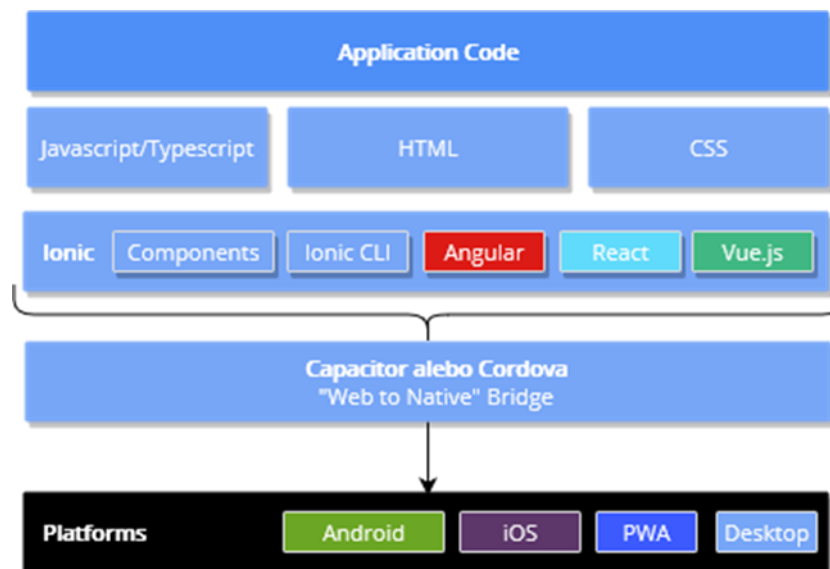 Application Code
Javascript/Typescript HTML CSS
Ionic Components Ionic CLI Angular React Vue.js
Capacitor alebo Cordova
"Web to Native" Bridge
Platforms Android iOS PWA Desktop